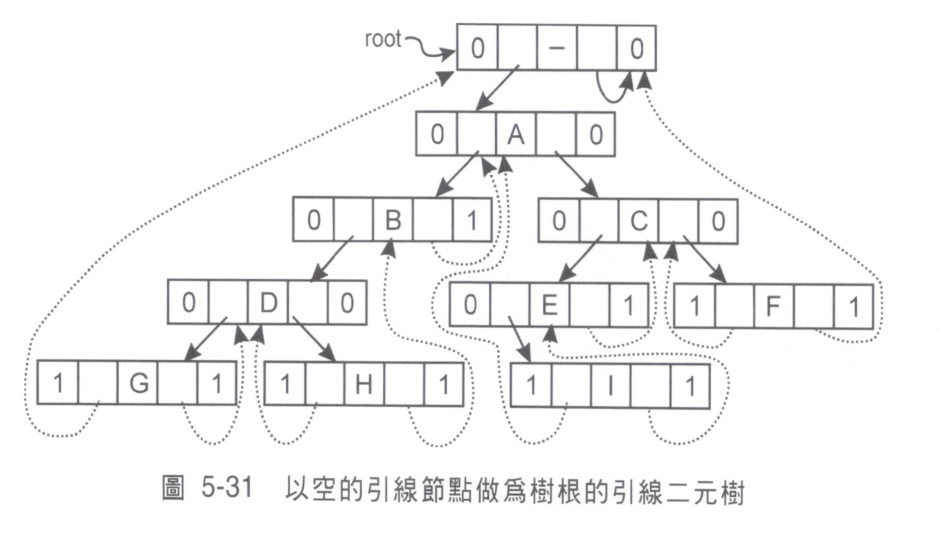 root 0 – 0
0 A 0
0 B 1 0 C 0
0 D 0 0 E 1 1 F 1
1 G 1 1 H 1 1 I 1
圖 5-31 以空的引線節點做爲樹根的引線二元樹